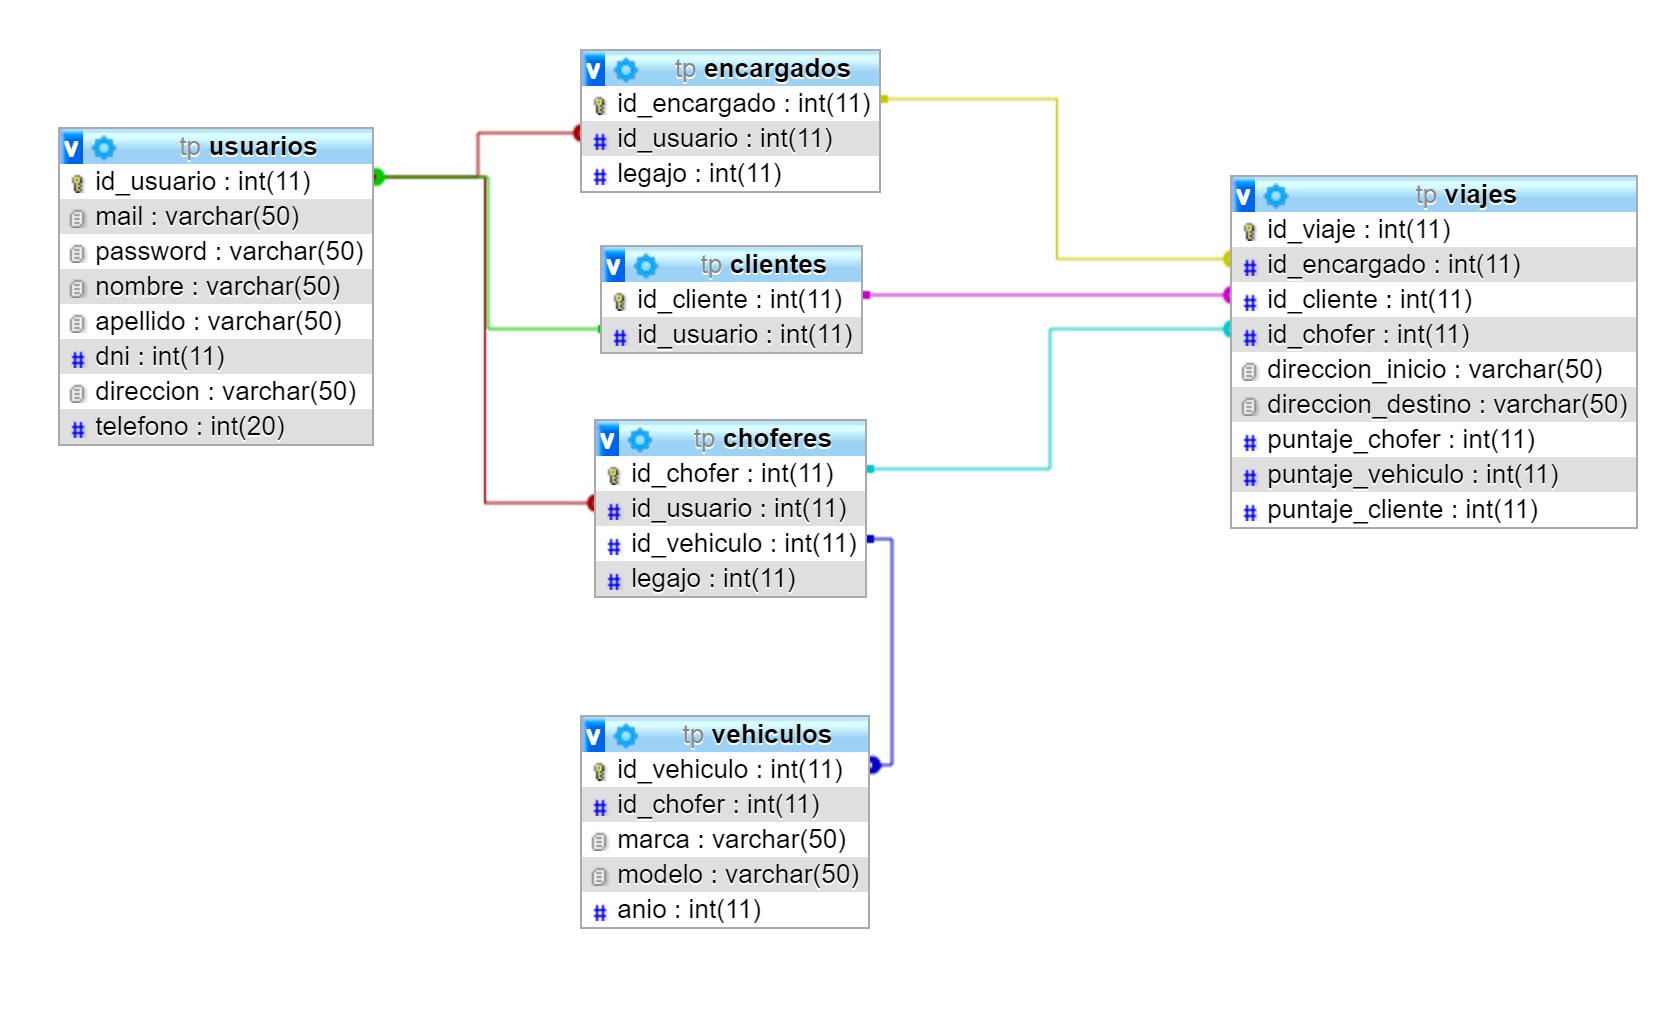 tp usuarios
id_usuario : int(11)
mail : varchar(50)
password : varchar(50)
nombre : varchar(50)
apellido : varchar(50)
dni : int(11)
direccion : varchar(50)
telefono : int(20)
v tp encargados
id_encargado : int(11)
id_usuario : int(11)
legajo : int(11)
v tp clientes
id_cliente : int(11)
id_usuario : int(11)
v tp choferes
id_chofer : int(11)
id_usuario : int(11)
id_vehiculo : int(11)
legajo : int(11)
v tp vehiculos
id_vehiculo : int(11)
id_chofer : int(11)
marca : varchar(50)
modelo : varchar(50)
anio : int(11)
v tp viajes
id_viaje : int(11)
id_encargado : int(11)
id_cliente : int(11)
id_chofer : int(11)
direccion_inicio : varchar(50)
direccion_destino : varchar(50)
puntaje_chofer : int(11)
puntaje_vehiculo : int(11)
puntaje_cliente : int(11)